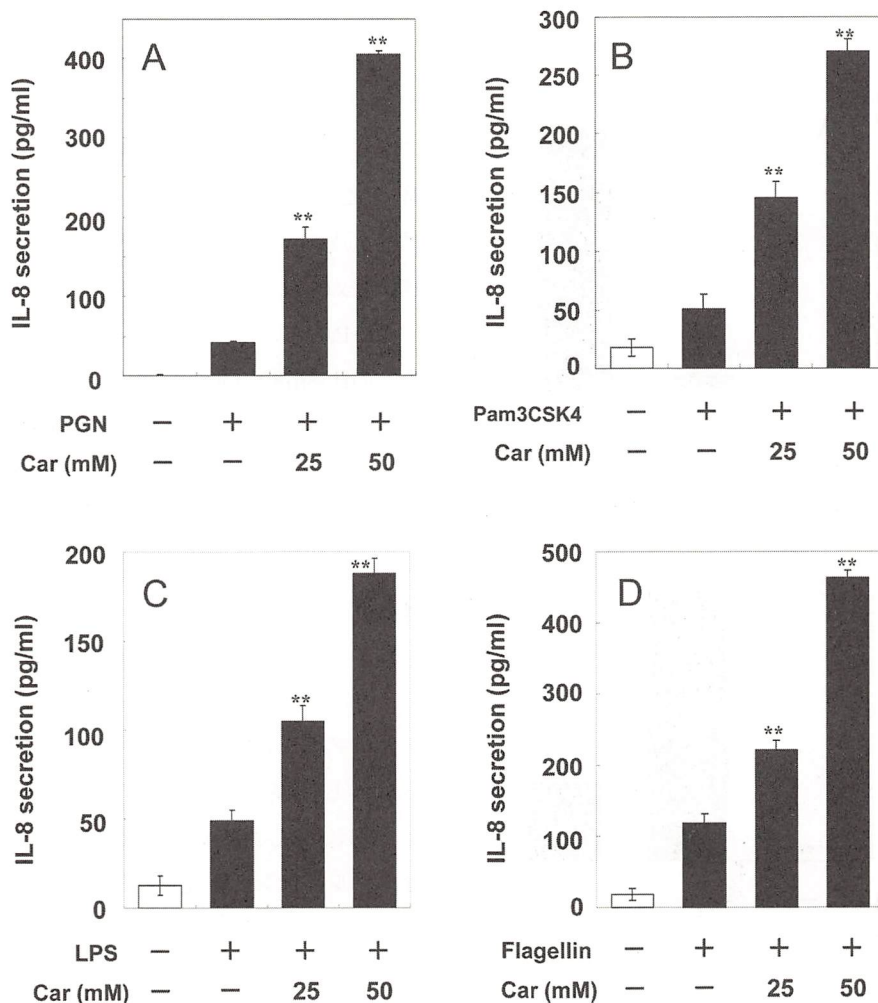 A
IL-8 secretion (pg/ml)
400
300
200
100
0
**
**
PGN − + + +
Car (mM) − − 25 50
B
IL-8 secretion (pg/ml)
300
250
200
150
100
50
0
**
**
Pam3CSK4 − + + +
Car (mM) − − 25 50
C
IL-8 secretion (pg/ml)
200
150
100
50
0
**
**
LPS − + + +
Car (mM) − − 25 50
D
IL-8 secretion (pg/ml)
500
400
300
200
100
0
**
**
Flagellin − + + +
Car (mM) − − 25 50